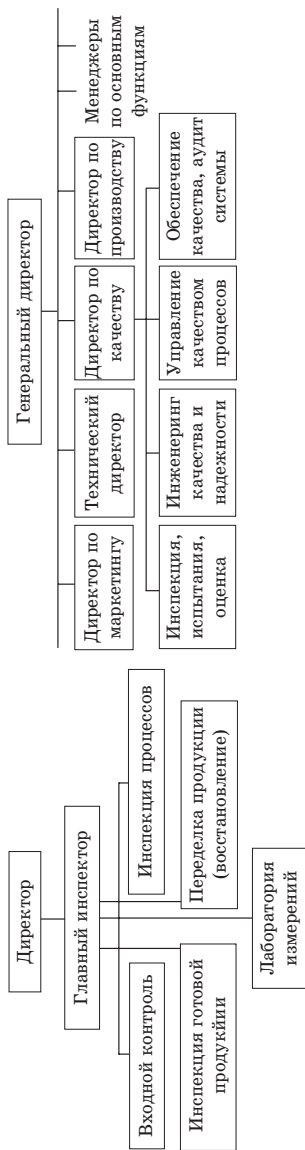 Директор
Главный инспектор
Входной контроль
Инспекция процессов
Инспекция готовой
продукйии
Переделка продукции
(восстановление)
Лаборатория
измерений
Генеральный директор
Директор по
маркетингу
Технический
директор
Директор по
качеству
Директор по
производству
Менеджеры
по основным
функциям
Инспекция,
испытания,
оценка
Инженеринг
качества и
надежности
Управление
качеством
процессов
Обеспечение
качества, аудит
системы